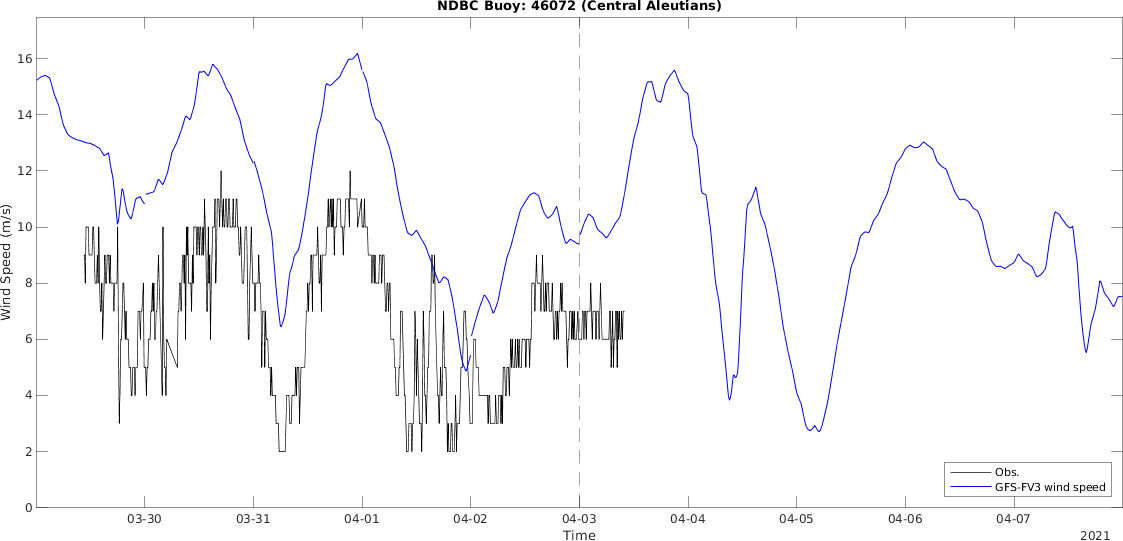 NDBC Buoy: 46072 (Central Aleutians)
16
14
12
10
8
6
4
2
0
Wind Speed (m/s)
Obs.
GFS-FV3 wind speed
03-30 03-31 04-01 04-02 04-03 04-04 04-05 04-06 04-07
Time
2021